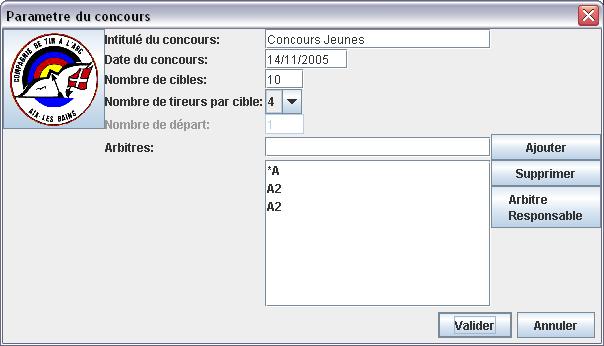 Parametre du concours
COMPAGNIE DE TIR A L'ARC
AIX-LES BAINS
Intitulé du concours: Concours Jeunes
Date du concours: 14/11/2005
Nombre de cibles: 10
Nombre de tireurs par cible: 4
Nombre de départ: 1
Arbitres: Ajouter
*A Supprimer
A2 Arbitre
A2 Responsable
Valider Annuler